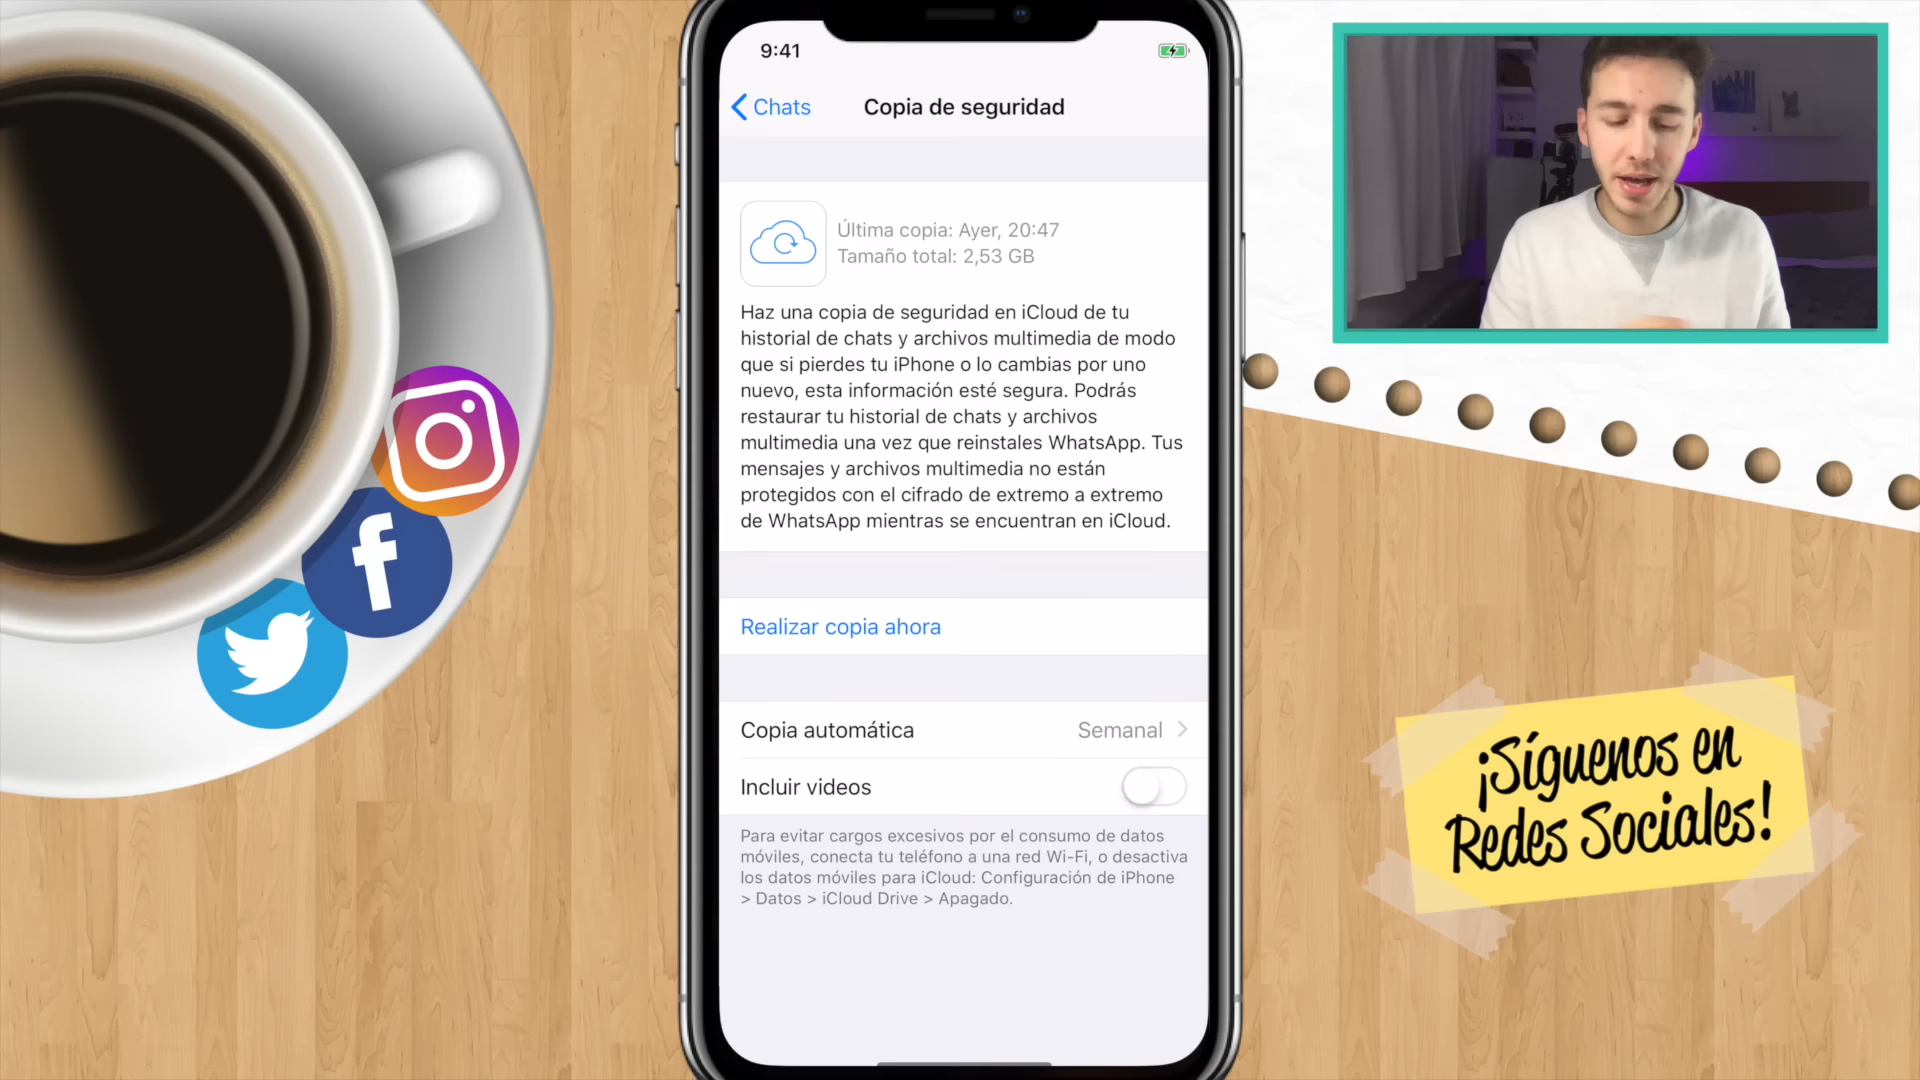 9:41
Chats
Copia de seguridad
Última copia: Ayer, 20:47
Tamaño total: 2,53 GB
Haz una copia de seguridad en iCloud de tu
historial de chats y archivos multimedia de modo
que si pierdes tu iPhone o lo cambias por uno
nuevo, esta información esté segura. Podrás
restaurar tu historial de chats y archivos
multimedia una vez que reinstales WhatsApp. Tus
mensajes y archivos multimedia no están
protegidos con el cifrado de extremo a extremo
de WhatsApp mientras se encuentran en iCloud.
Realizar copia ahora
Copia automática
Semanal
Incluir videos
Para evitar cargos excesivos por el consumo de datos
móviles, conecta tu teléfono a una red Wi-Fi, o desactiva
los datos móviles para iCloud: Configuración de iPhone
> Datos > iCloud Drive > Apagado.
¡Síguenos en
Redes Sociales!